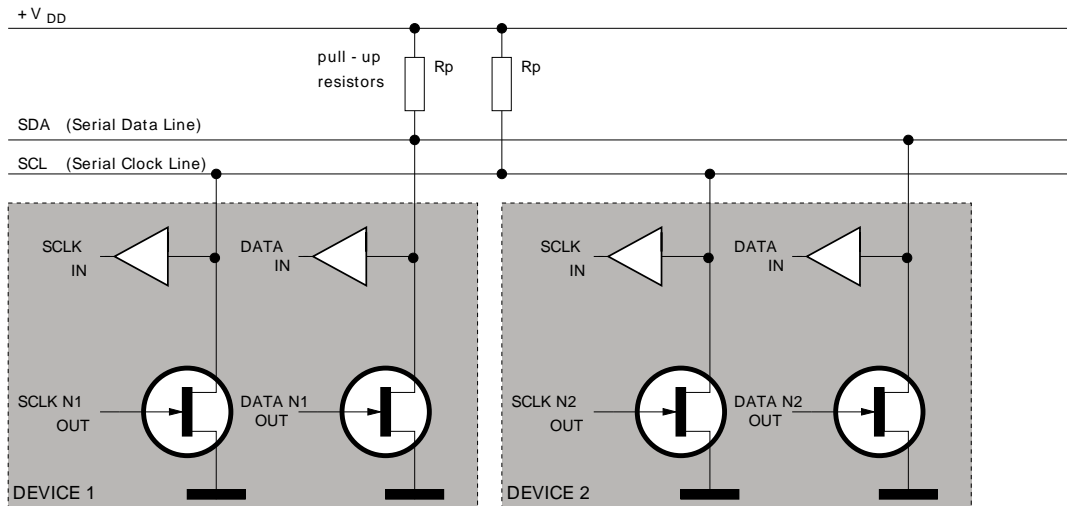 + V DD
pull - up
resistors
Rp
Rp
SDA (Serial Data Line)
SCL (Serial Clock Line)
SCLK
IN
DATA
IN
SCLK
IN
DATA
IN
SCLK N1
OUT
DATA N1
OUT
SCLK N2
OUT
DATA N2
OUT
DEVICE 1
DEVICE 2